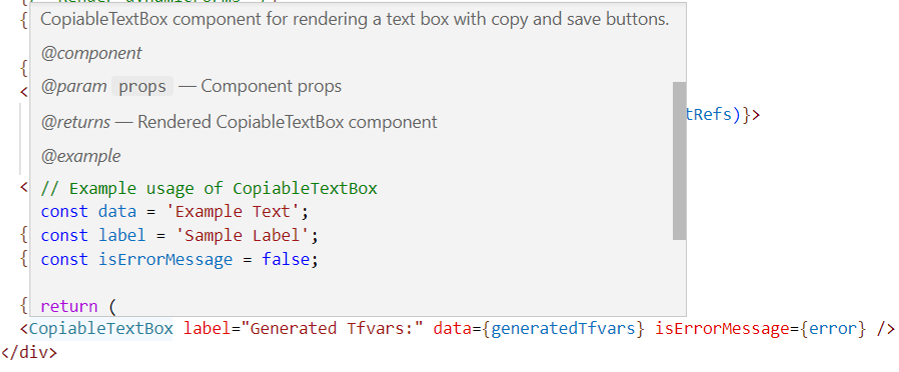 CopiableTextBox component for rendering a text box with copy and save buttons.
{
@component
{
@param props — Component props
<
tRefs)}>
@returns — Rendered CopiableTextBox component
@example
< // Example usage of CopiableTextBox
const data = 'Example Text';
{ const label = 'Sample Label';
{ const isErrorMessage = false;
{ return (
<CopiableTextBox label="Generated Tfvars:" data={generatedTfvars} isErrorMessage={error} />
</div>